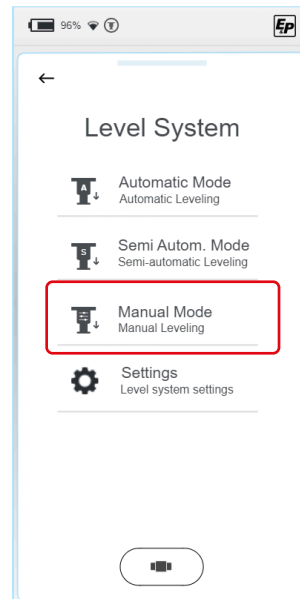 96% T
EP
Level System
A
Automatic Mode
Automatic Leveling
S
Semi Autom. Mode
Semi-automatic Leveling
Manual Mode
Manual Leveling
Settings
Level system settings